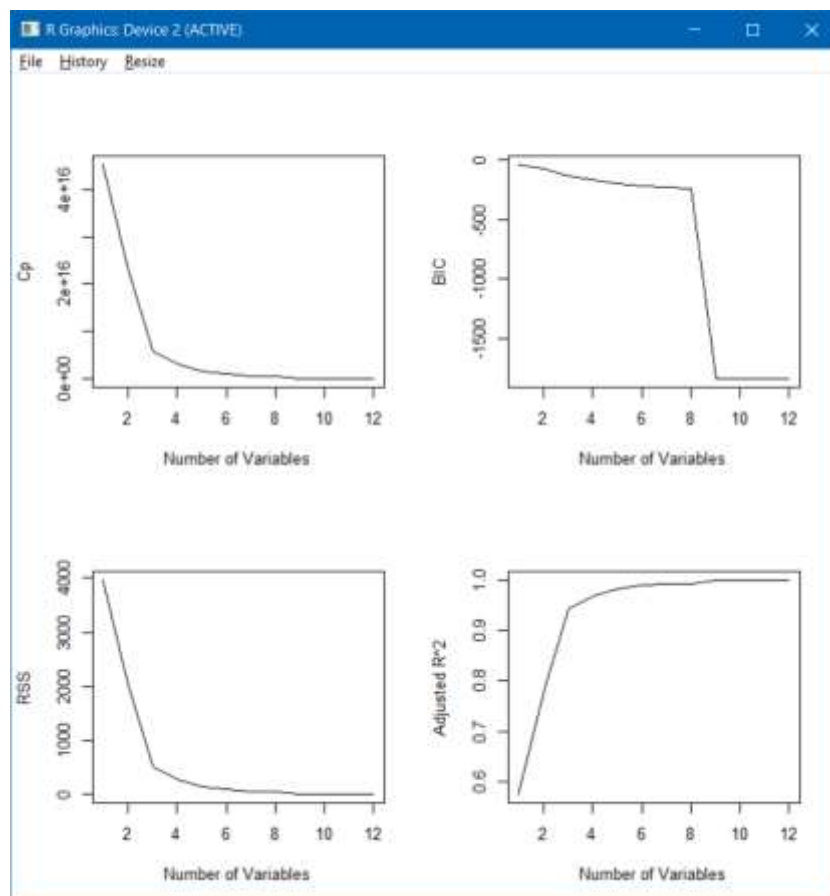 R Graphics: Device 2 (ACTIVE)
File History Resize
Cp
0e+00 2e+16 4e+16
2 4 6 8 10 12
Number of Variables
BIC
-1500 -1000 -500 0
2 4 6 8 10 12
Number of Variables
RSS
0 1000 2000 3000 4000
2 4 6 8 10 12
Number of Variables
Adjusted R^2
0.6 0.7 0.8 0.9 1.0
2 4 6 8 10 12
Number of Variables